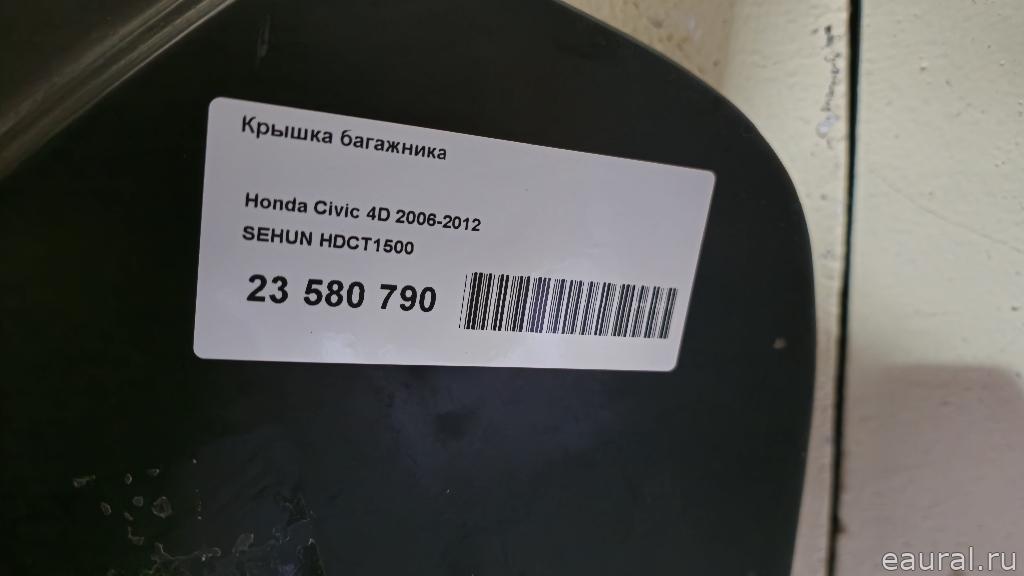 Крышка багажника
Honda Civic 4D 2006-2012
SEHUN HDCT1500
23 580 790
eaural.ru